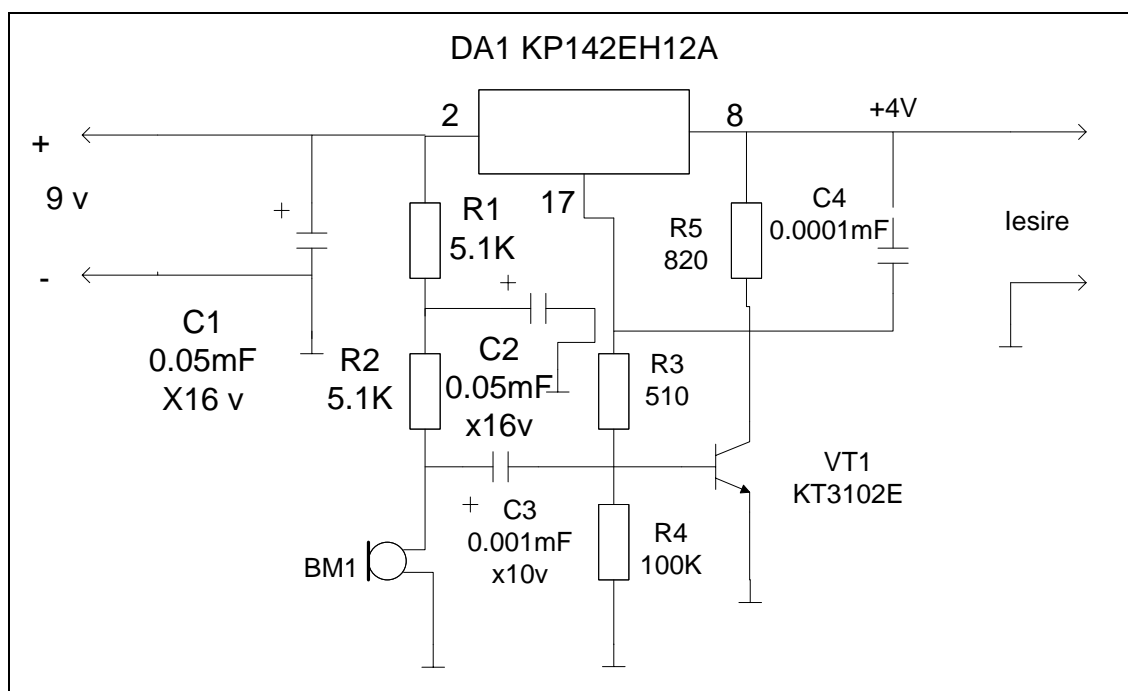 DA1 KP142EH12A
+
9 v
-
2
8
17
+4V
+
C1
0.05mF
X16 v
R1
5.1K
+
R2
5.1K
C2
0.05mF
x16v
R5
820
C4
0.0001mF
Iesire
R3
510
+
C3
0.001mF
x10v
BM1
R4
100K
VT1
KT3102E